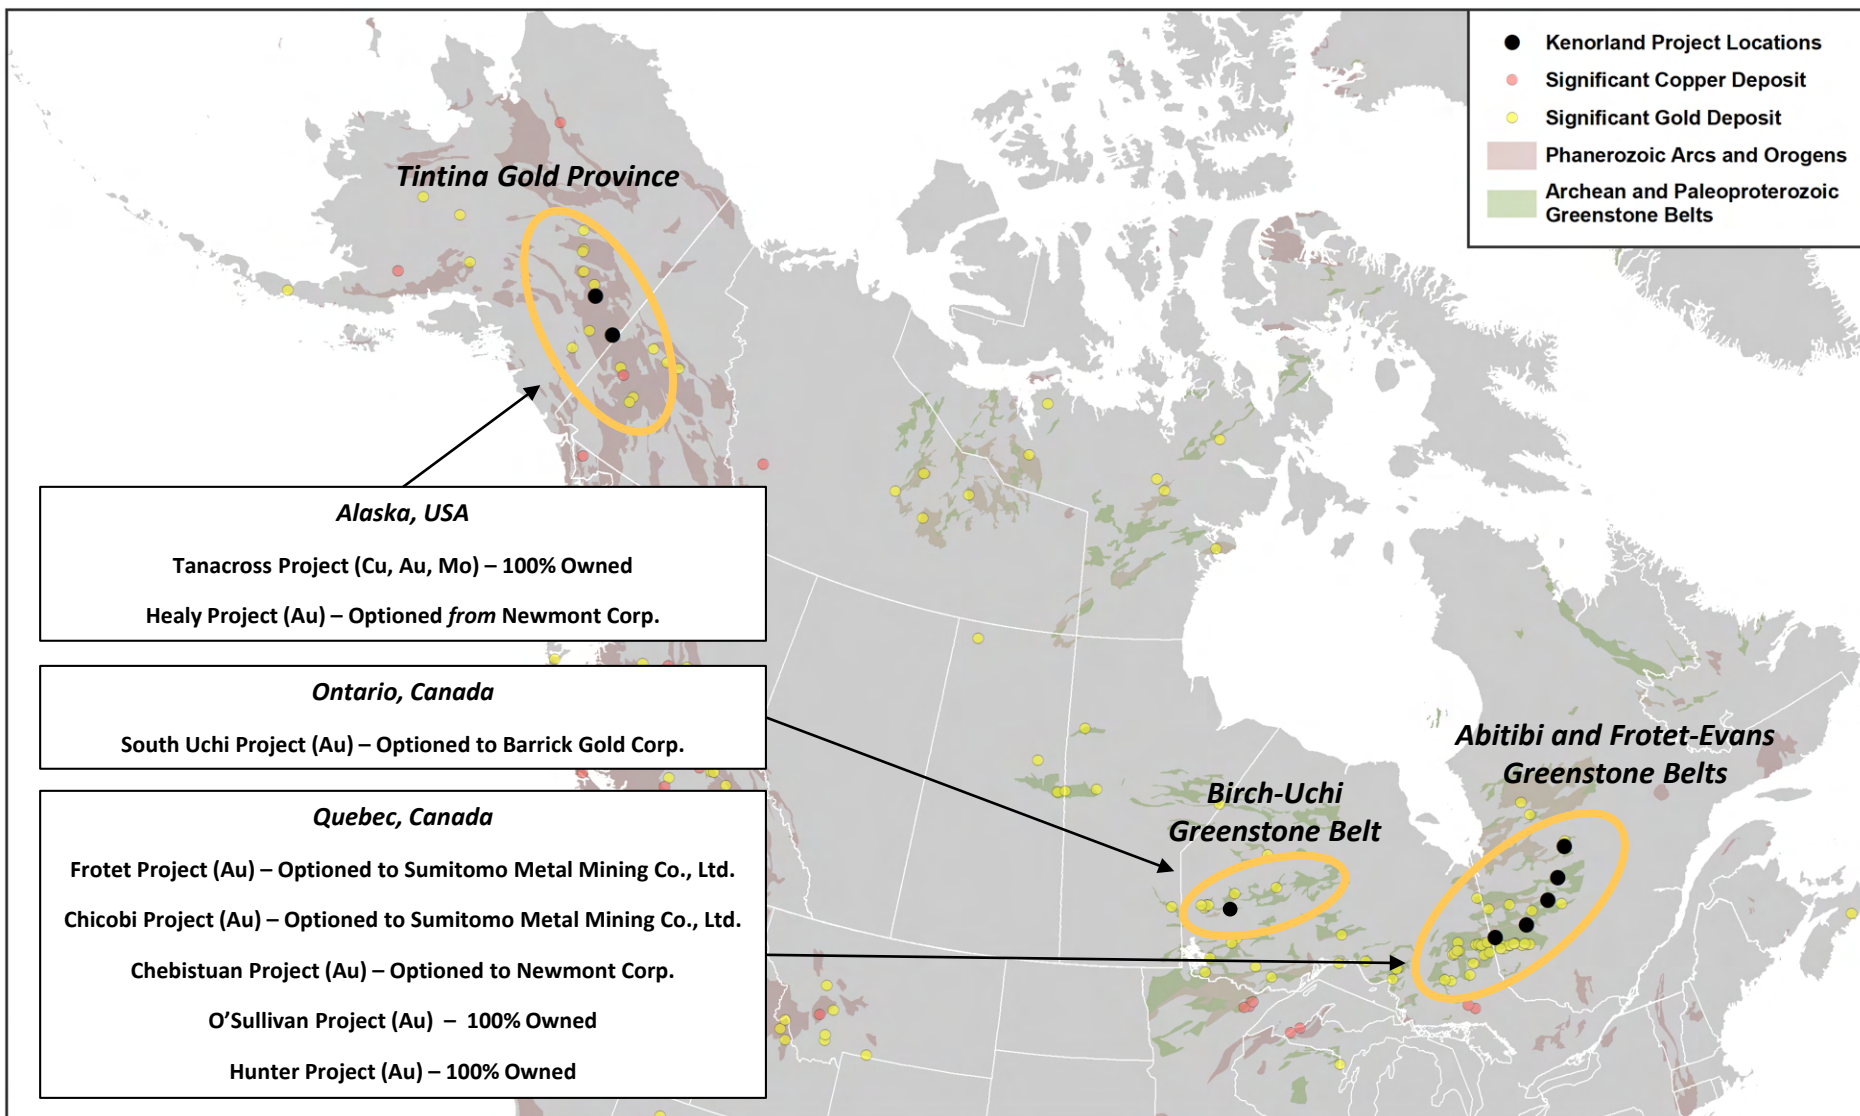 Kenorland Project Locations
Significant Copper Deposit
Significant Gold Deposit
Phanerozoic Arcs and Orogens
Archean and Paleoproterozoic
Greenstone Belts
Tintina Gold Province
Alaska, USA
Tanacross Project (Cu, Au, Mo) – 100% Owned
Healy Project (Au) – Optioned from Newmont Corp.
Ontario, Canada
South Uchi Project (Au) – Optioned to Barrick Gold Corp.
Quebec, Canada
Frotet Project (Au) – Optioned to Sumitomo Metal Mining Co., Ltd.
Chicobi Project (Au) – Optioned to Sumitomo Metal Mining Co., Ltd.
Chebistuan Project (Au) – Optioned to Newmont Corp.
O’Sullivan Project (Au) – 100% Owned
Hunter Project (Au) – 100% Owned
Birch-Uchi
Greenstone Belt
Abitibi and Frotet-Evans
Greenstone Belts